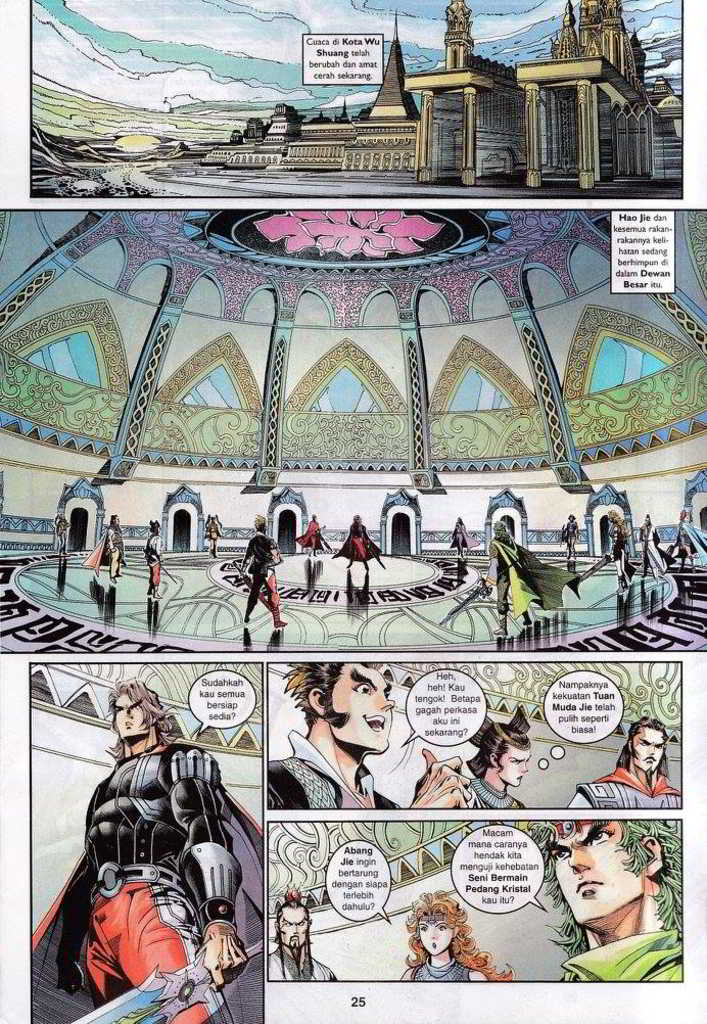 Cuaca di Kota Wu
Shuang telah
berubah dan amat
cerah sekarang.
Hao Jie dan
kesemua rakan-
rakannya keli-
hatan sedang
berhimpun di
dalam Dewan
Besar itu.
Sudahkah
kau semua
bersiap
sedia?
Heh,
heh! Kau
tengok! Betapa
gagah perkasa
aku ini
sekarang?
Nampaknya
kekuatan Tuan
Muda Jie telah
pulih seperti
biasa!
Abang
Jie ingin
bertarung
dengan siapa
terlebih
dahulu?
Macam
mana caranya
hendak kita
menguji kehebatan
Seni Bermain
Pedang Kristal
kau itu?
25